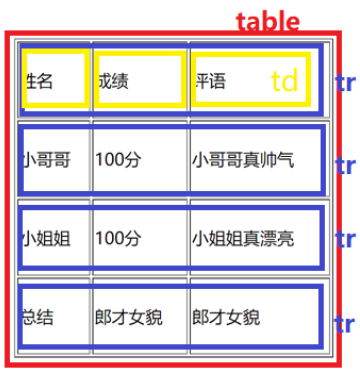 table
姓名 成绩 评语 td tr
小哥哥 100分 小哥哥真帅气 tr
小姐姐 100分 小姐姐真漂亮 tr
总结 郎才女貌 郎才女貌 tr